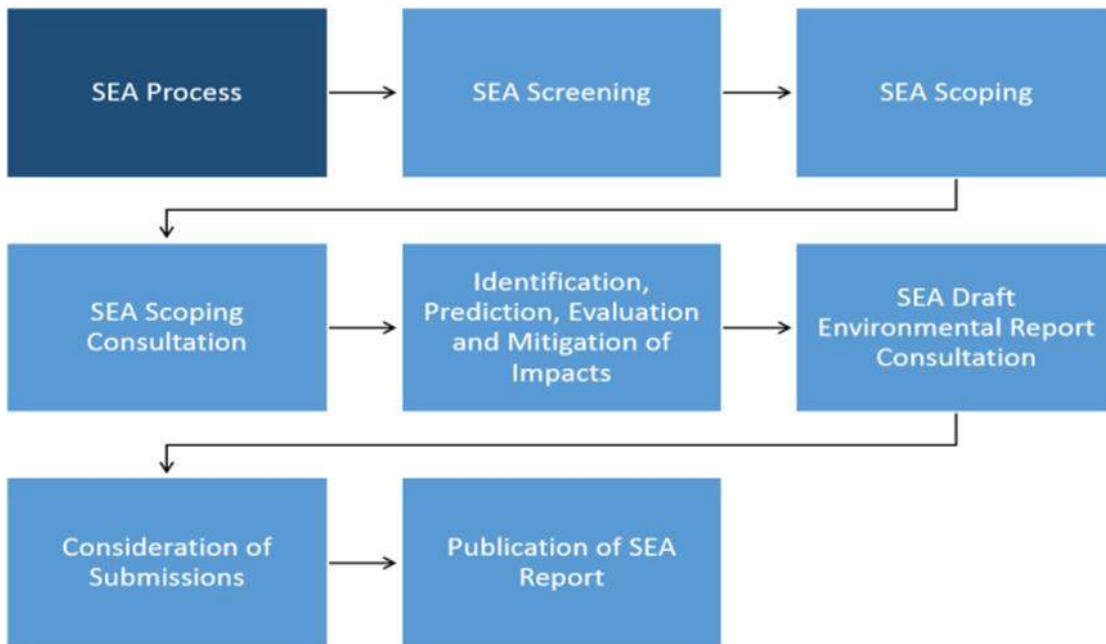 SEA Process
SEA Screening
SEA Scoping
SEA Scoping
Consultation
Identification,
Prediction, Evaluation
and Mitigation of
Impacts
SEA Draft
Environmental Report
Consultation
Consideration of
Submissions
Publication of SEA
Report